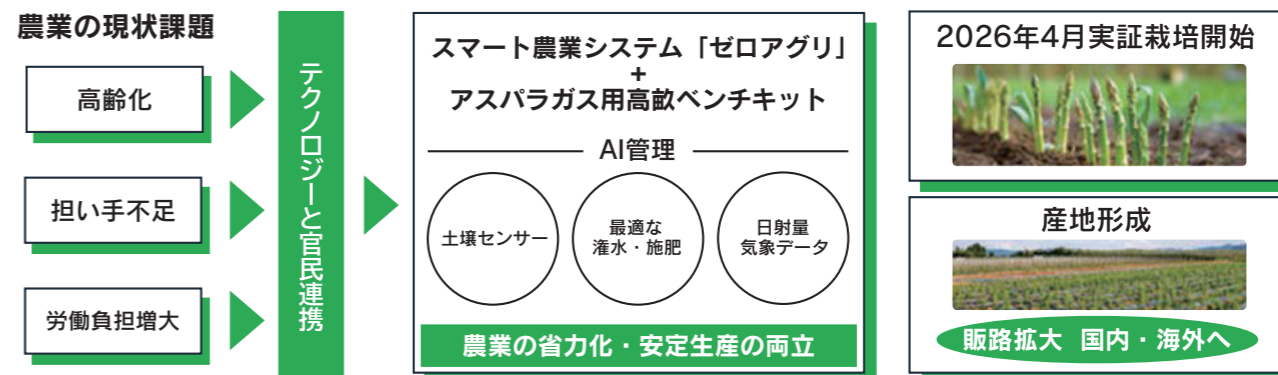 農業の現状課題
高齢化
担い手不足
労働負担増大
テクノロジーと官民連携
スマート農業システム「ゼロアグリ」
+
アスパラガス用高畝ベンチキット
AI管理
土壌センサー
最適な
潅水・施肥
日射量
気象データ
農業の省力化・安定生産の両立
2026年4月実証栽培開始
産地形成
販路拡大 国内・海外へ